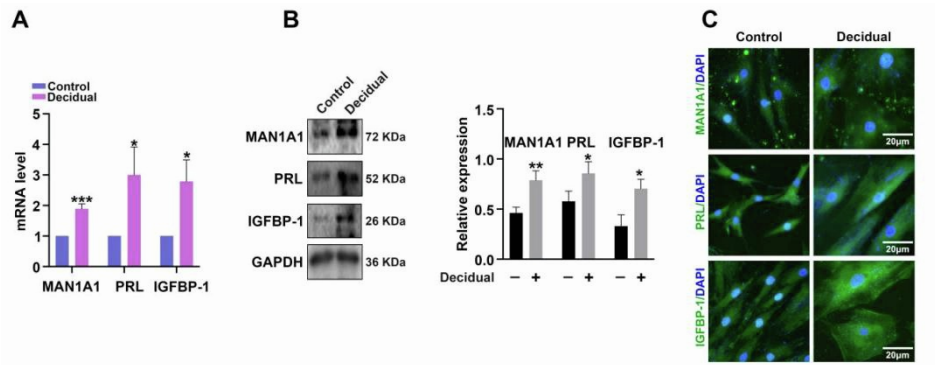 A
Control
Decidual
mRNA level
5
4
3
2
1
0
***
*
*
MAN1A1 PRL IGFBP-1
B
Control
Decidual
MAN1A1 72 KDa
PRL 52 KDa
IGFBP-1 26 KDa
GAPDH 36 KDa
Relative expression
1.5
1.0
0.5
0.0
MAN1A1 PRL IGFBP-1
**
*
*
Decidual − + − + − +
C
Control Decidual
MAN1A1/DAPI
20μm
PRL/DAPI
20μm
IGFBP-1/DAPI
20μm